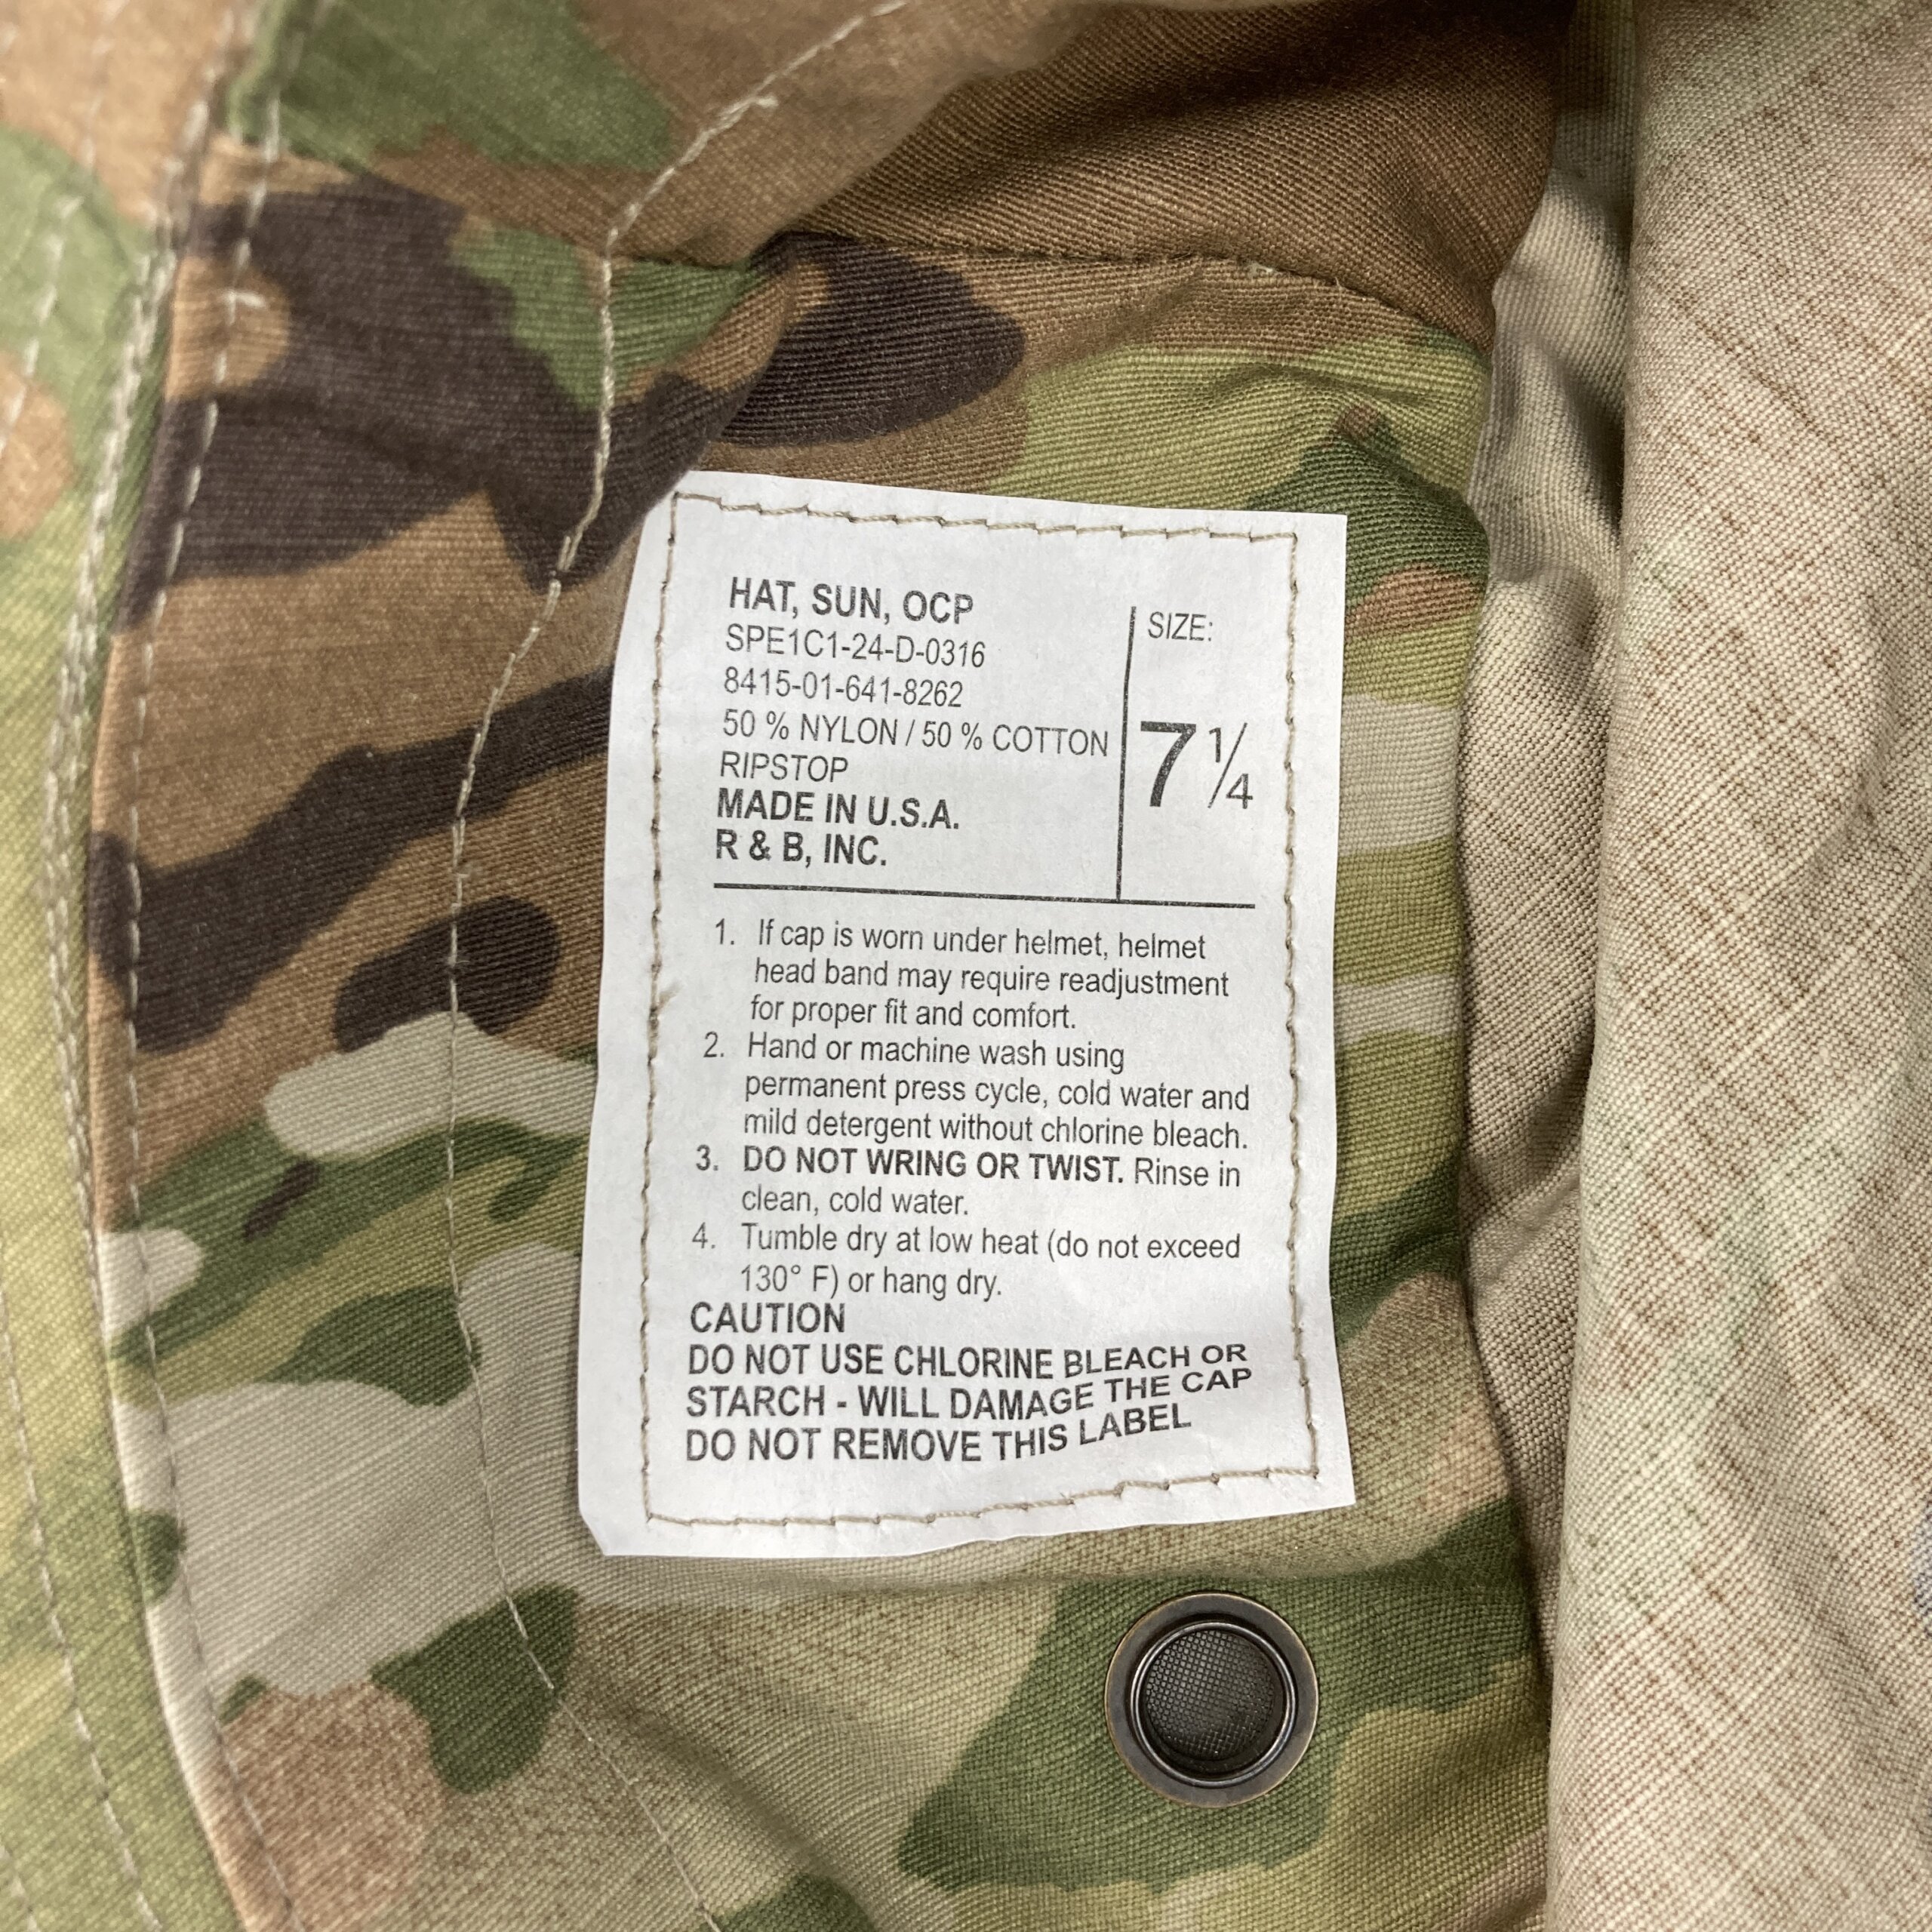 HAT, SUN, OCP
SPE1C1-24-D-0316
8415-01-641-8262
50 % NYLON / 50 % COTTON
RIPSTOP
MADE IN U.S.A.
R & B, INC.
SIZE:
7 1/4
1. If cap is worn under helmet, helmet
head band may require readjustment
for proper fit and comfort.
2. Hand or machine wash using
permanent press cycle, cold water and
mild detergent without chlorine bleach.
3. DO NOT WRING OR TWIST. Rinse in
clean, cold water.
4. Tumble dry at low heat (do not exceed
130° F) or hang dry.
CAUTION
DO NOT USE CHLORINE BLEACH OR
STARCH - WILL DAMAGE THE CAP
DO NOT REMOVE THIS LABEL